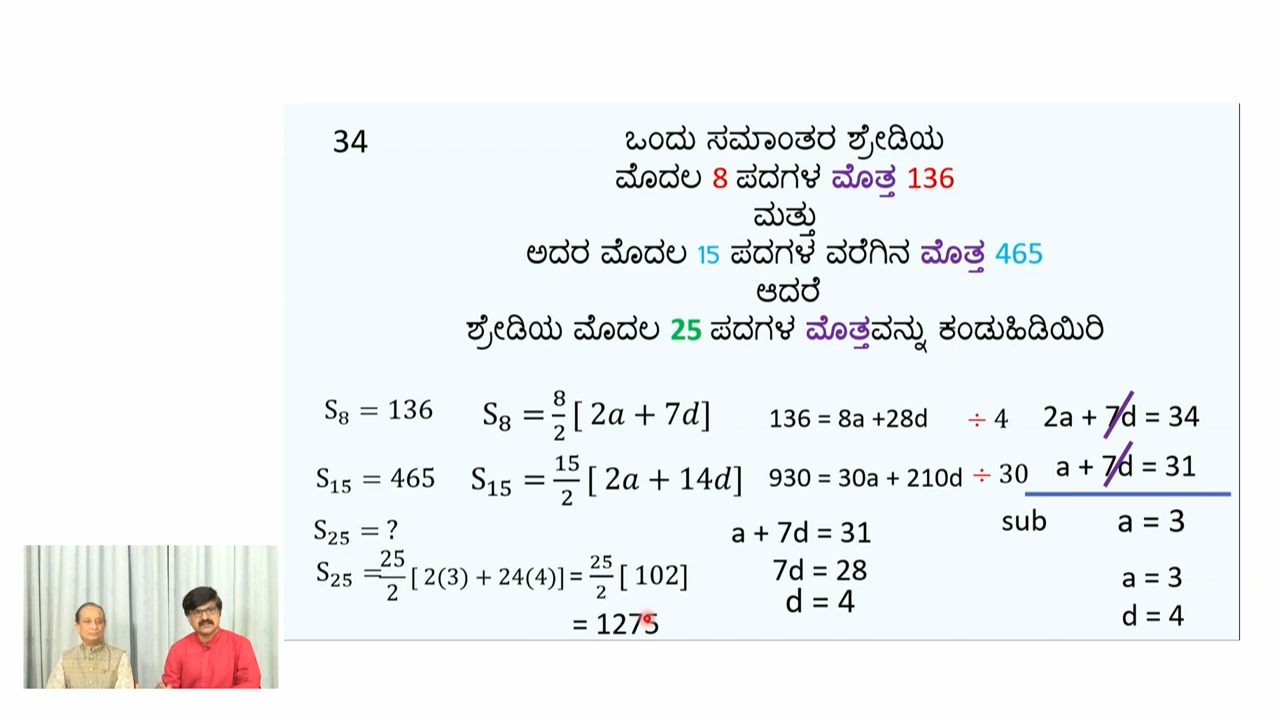 34
ಒಂದು ಸಮಾಂತರ ಶ್ರೇಡಿಯ
ಮೊದಲ 8 ಪದಗಳ ಮೊತ್ತ 136
ಮತ್ತು
ಅದರ ಮೊದಲ 15 ಪದಗಳ ವರೆಗಿನ ಮೊತ್ತ 465
ಆದರೆ
ಶ್ರೇಡಿಯ ಮೊದಲ 25 ಪದಗಳ ಮೊತ್ತವನ್ನು ಕಂಡುಹಿಡಿಯಿರಿ
S₈ = 136 S₈ = 8/2 [ 2a + 7d] 136 = 8a +28d ÷ 4 2a + 7d = 34
S₁₅ = 465 S₁₅ = 15/2 [ 2a + 14d] 930 = 30a + 210d ÷ 30 a + 7d = 31
S₂₅ = ? a + 7d = 31 sub a = 3
S₂₅ = 25/2 [ 2(3) + 24(4)] = 25/2 [ 102] 7d = 28 a = 3
d = 4 d = 4
= 1275